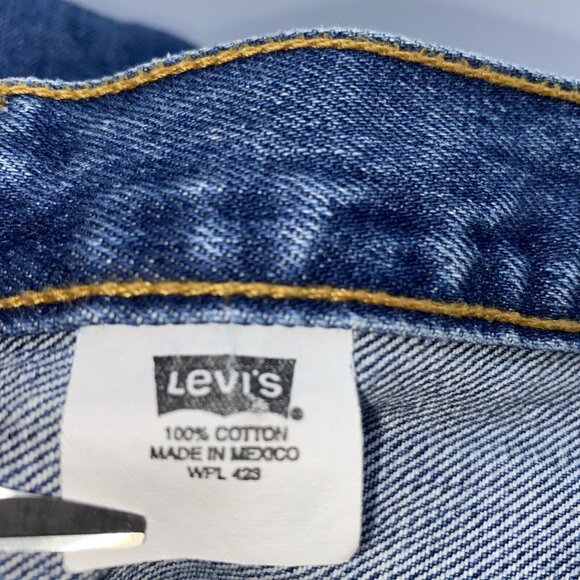 Levi's ®
100% COTTON
MADE IN MEXICO
WPL 423